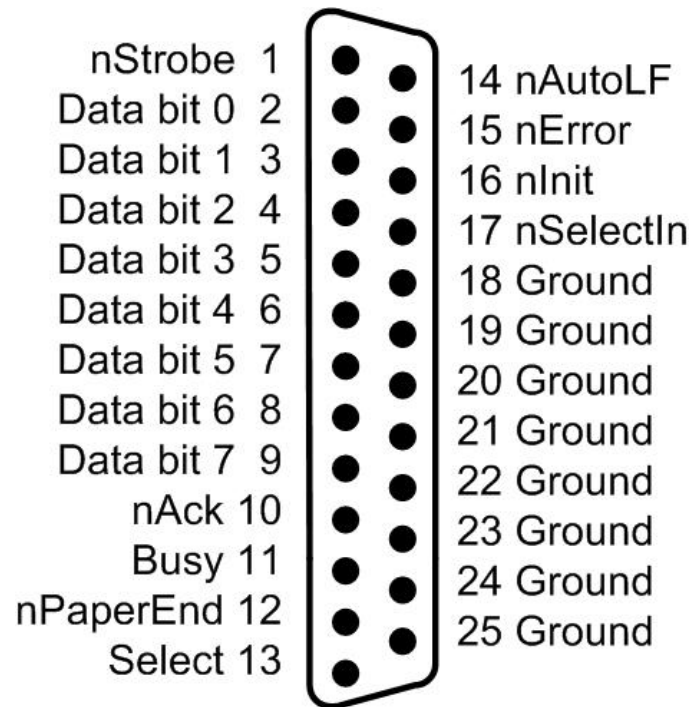 nStrobe 1
Data bit 0 2
Data bit 1 3
Data bit 2 4
Data bit 3 5
Data bit 4 6
Data bit 5 7
Data bit 6 8
Data bit 7 9
nAck 10
Busy 11
nPaperEnd 12
Select 13
14 nAutoLF
15 nError
16 nInit
17 nSelectIn
18 Ground
19 Ground
20 Ground
21 Ground
22 Ground
23 Ground
24 Ground
25 Ground